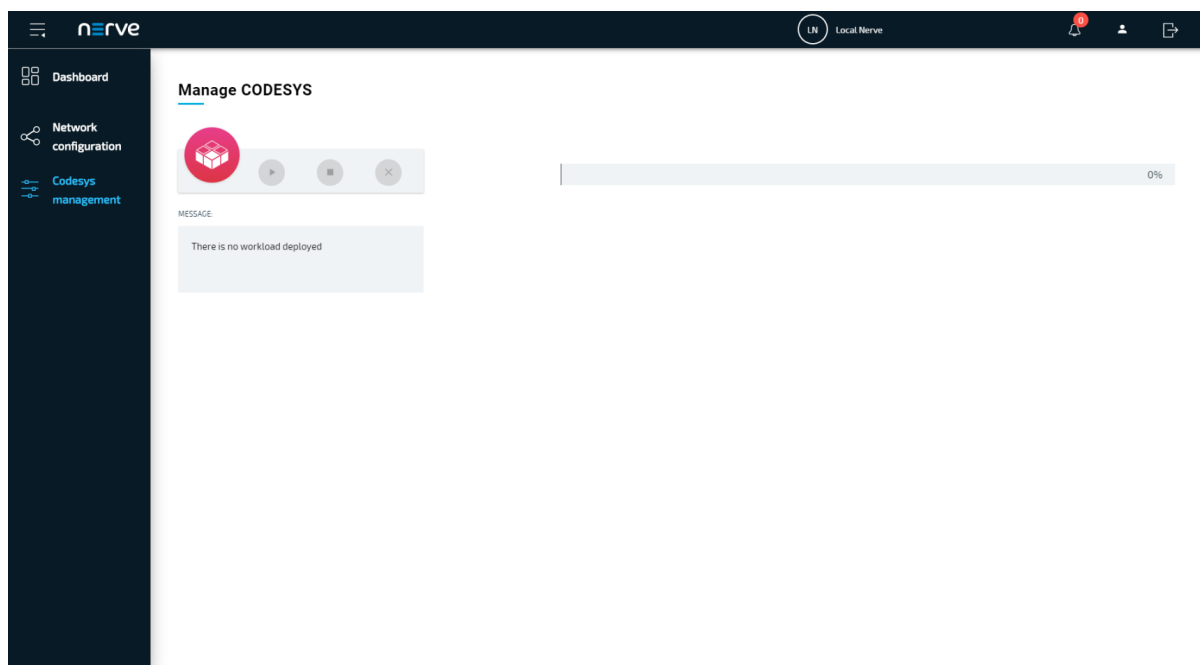 nerve
LN
Local Nerve
0
Dashboard
Network
configuration
Codesys
management
Manage CODESYS
0%
MESSAGE:
There is no workload deployed